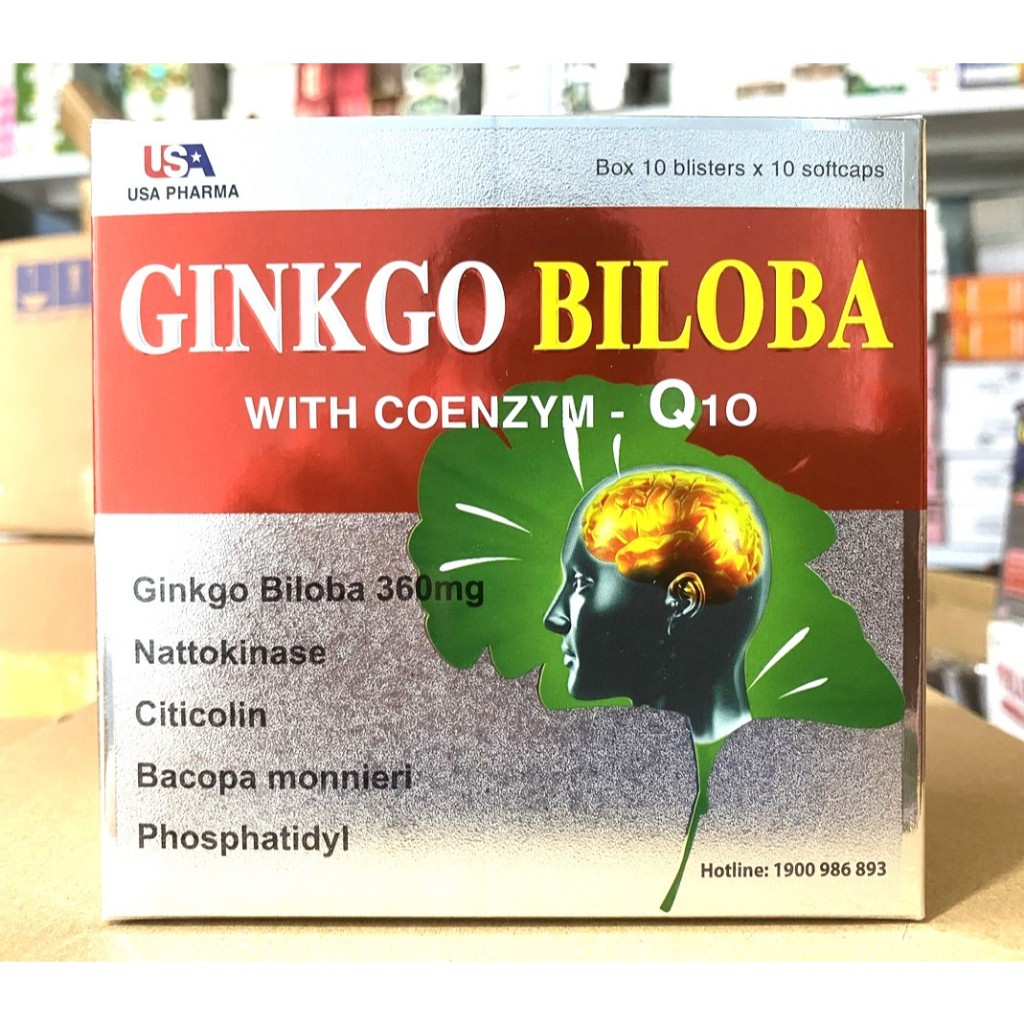 USA
USA PHARMA
Box 10 blisters x 10 softcaps
GINKGO BILOBA
WITH COENZYM - Q10
Ginkgo Biloba 360mg
Nattokinase
Citicolin
Bacopa monnieri
Phosphatidyl
Hotline: 1900 986 893